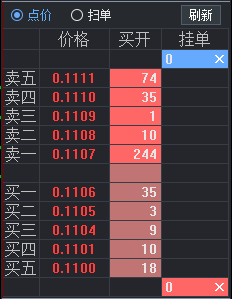 点价 扫单 刷新
价格 买开 挂单
0 ×
卖五 0.1111 74
卖四 0.1110 35
卖三 0.1109 1
卖二 0.1108 10
卖一 0.1107 244
买一 0.1106 35
买二 0.1105 3
买三 0.1104 9
买四 0.1101 10
买五 0.1100 18
0 ×